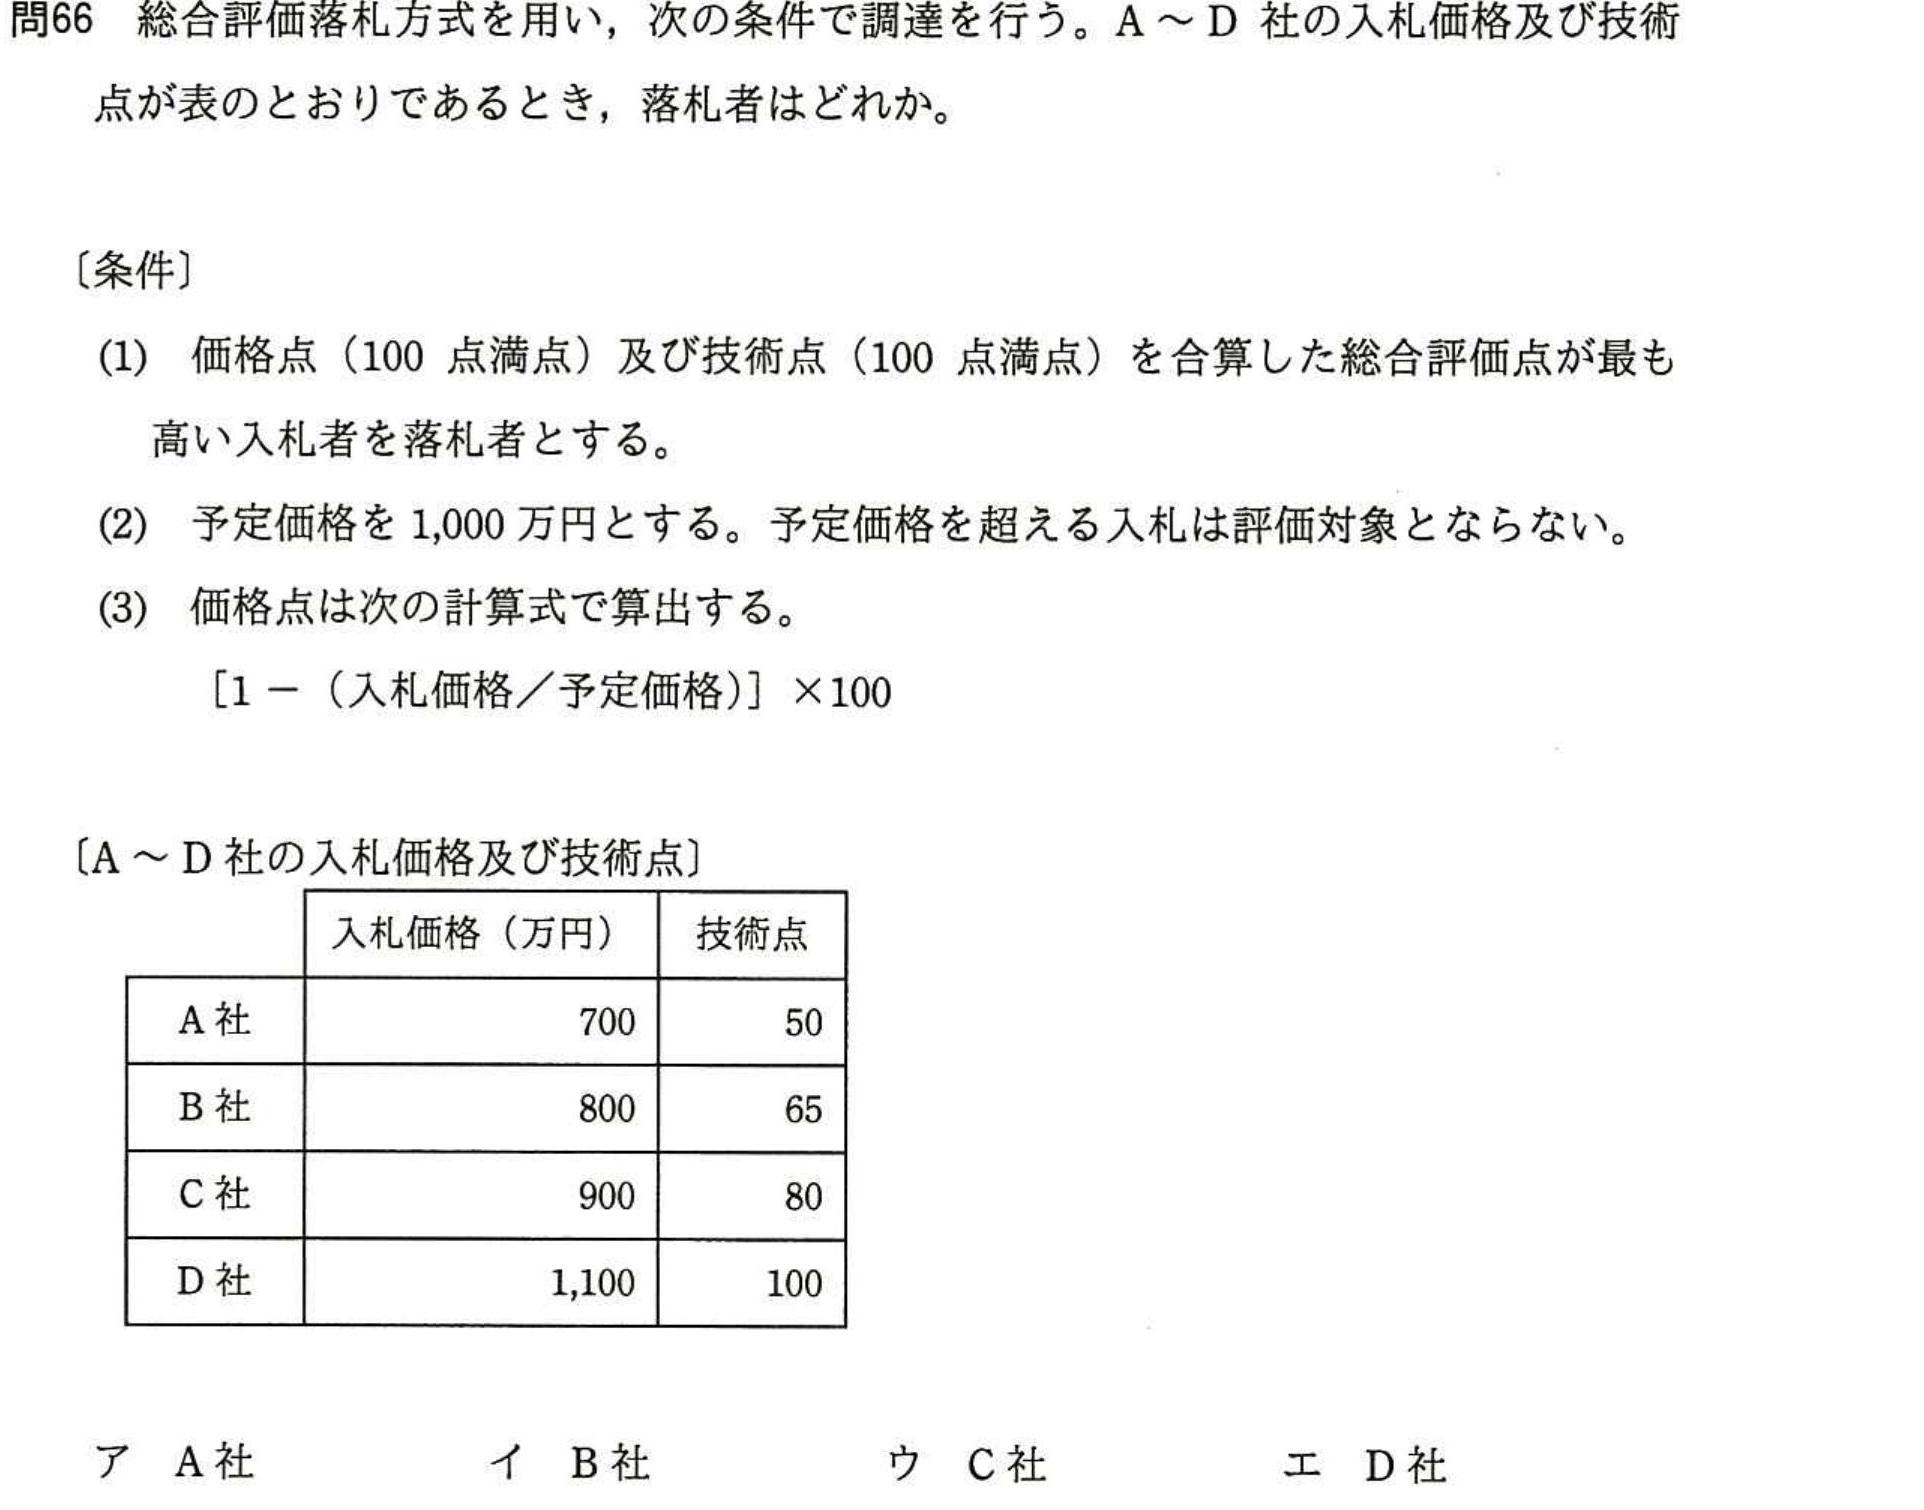 問66 総合評価落札方式を用い，次の条件で調達を行う。A ～ D 社の入札価格及び技術
点が表のとおりであるとき，落札者はどれか。
〔条件〕
(1) 価格点（100 点満点）及び技術点（100 点満点）を合算した総合評価点が最も
高い入札者を落札者とする。
(2) 予定価格を 1,000 万円とする。予定価格を超える入札は評価対象とならない。
(3) 価格点は次の計算式で算出する。
［1 －（入札価格／予定価格）］×100
〔A ～ D 社の入札価格及び技術点〕
入札価格（万円） 技術点
A 社 700 50
B 社 800 65
C 社 900 80
D 社 1,100 100
ア A 社 イ B 社 ウ C 社 エ D 社